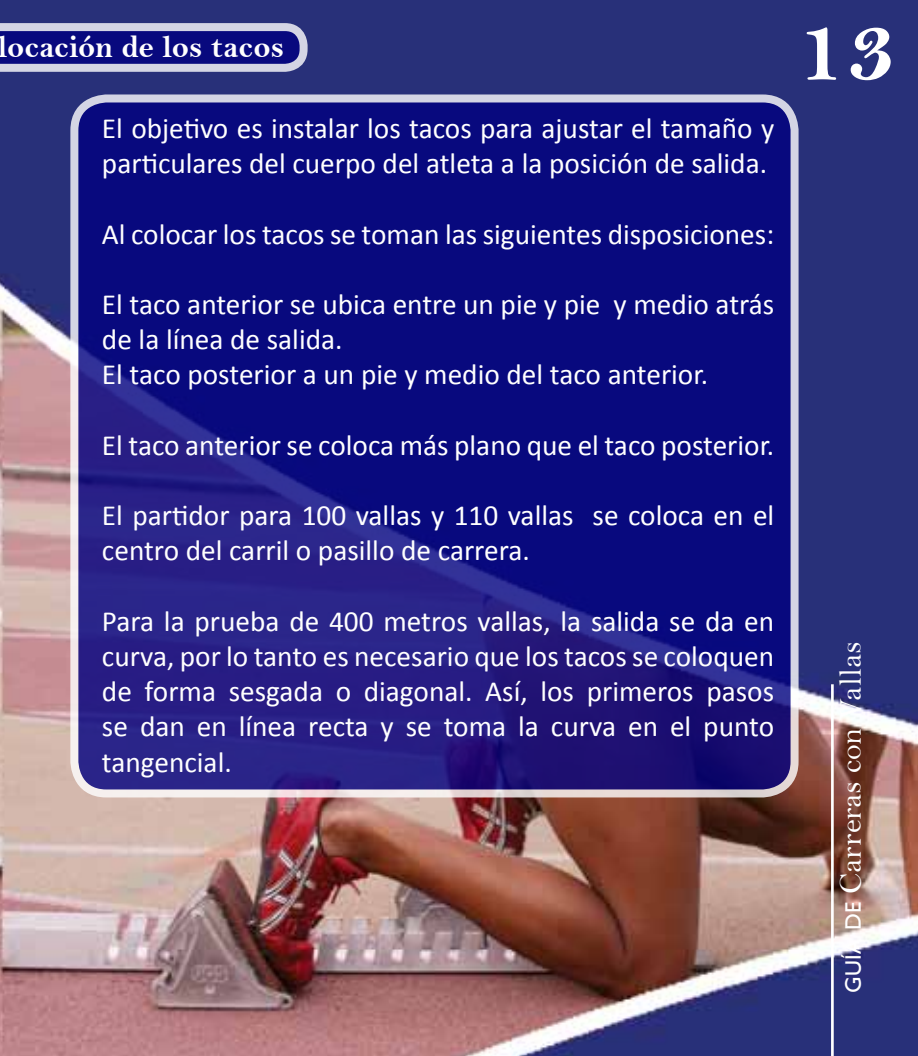 locación de los tacos
13
El objetivo es instalar los tacos para ajustar el tamaño y
particulares del cuerpo del atleta a la posición de salida.
Al colocar los tacos se toman las siguientes disposiciones:
El taco anterior se ubica entre un pie y pie y medio atrás
de la línea de salida.
El taco posterior a un pie y medio del taco anterior.
El taco anterior se coloca más plano que el taco posterior.
El partidor para 100 vallas y 110 vallas se coloca en el
centro del carril o pasillo de carrera.
Para la prueba de 400 metros vallas, la salida se da en
curva, por lo tanto es necesario que los tacos se coloquen
de forma sesgada o diagonal. Así, los primeros pasos
se dan en línea recta y se toma la curva en el punto
tangencial.
GUÍA DE Carreras con Vallas